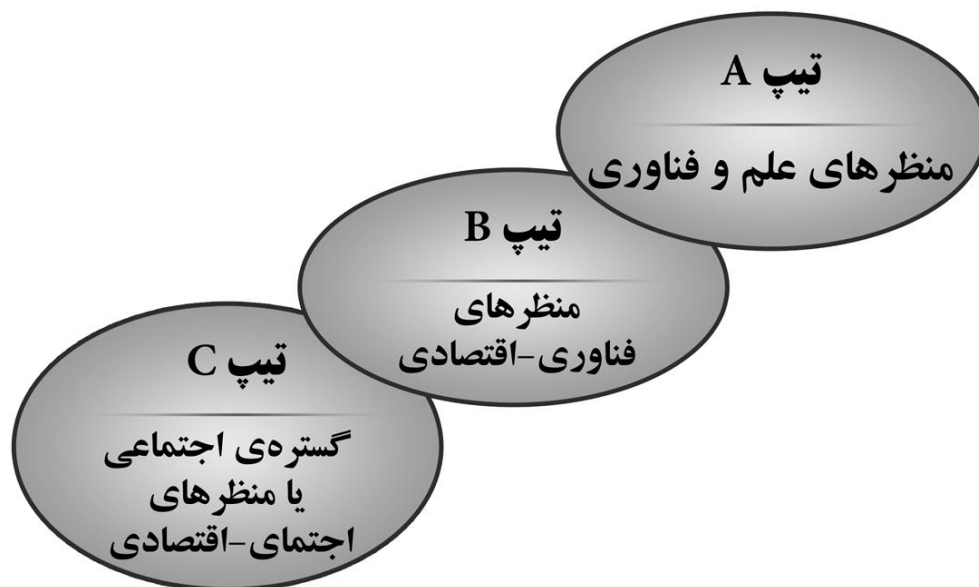 تیپ A
منظرهای علم و فناوری
تیپ B
منظرهای
فناوری-اقتصادی
تیپ C
گستره‌ی اجتماعی
یا منظرهای
اجتمای-اقتصادی